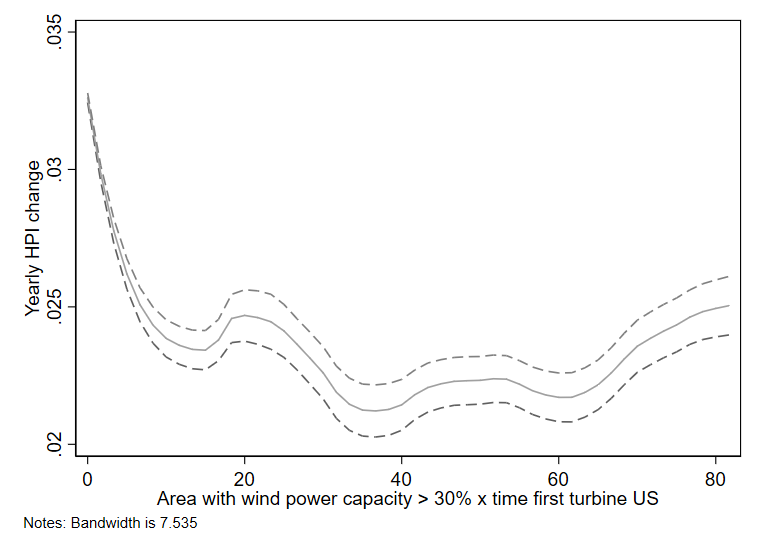 Yearly HPI change
.035
.03
.025
.02
0 20 40 60 80
Area with wind power capacity > 30% x time first turbine US
Notes: Bandwidth is 7.535